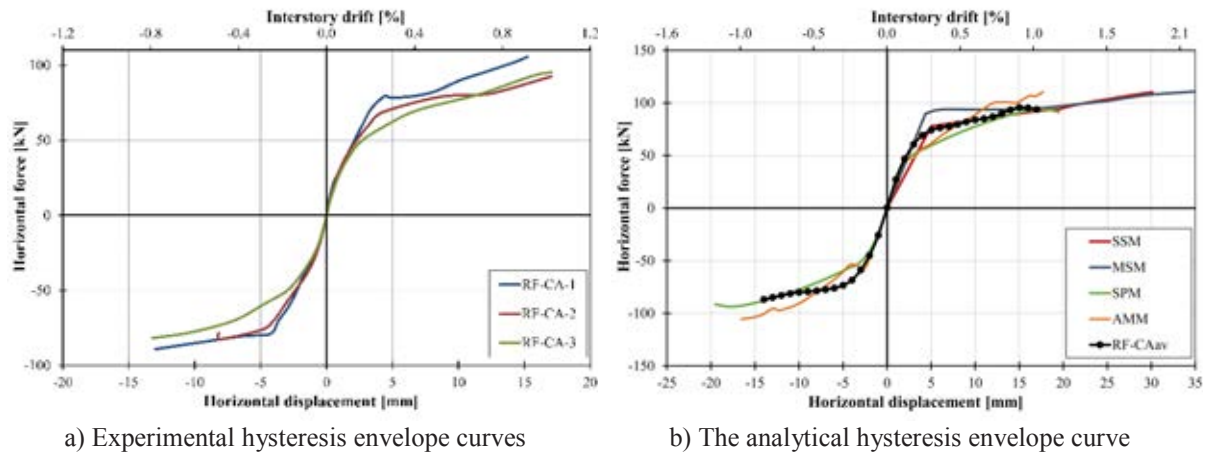 Interstory drift [%]
-1.2 -0.8 -0.4 0.0 0.4 0.8 1.2
100
50
0
-50
-100
Horizontal force [kN]
RF-CA-1
RF-CA-2
RF-CA-3
-20 -15 -10 -5 0 5 10 15 20
Horizontal displacement [mm]
a) Experimental hysteresis envelope curves
Interstory drift [%]
-1.6 -1.0 -0.5 0.0 0.5 1.0 1.6 2.1
150
100
50
0
-50
-100
-150
Horizontal force [kN]
SSM
MSM
SPM
AMM
RF-CAav
-25 -20 -15 -10 -5 0 5 10 15 20 25 30 35
Horizontal displacement [mm]
b) The analytical hysteresis envelope curve